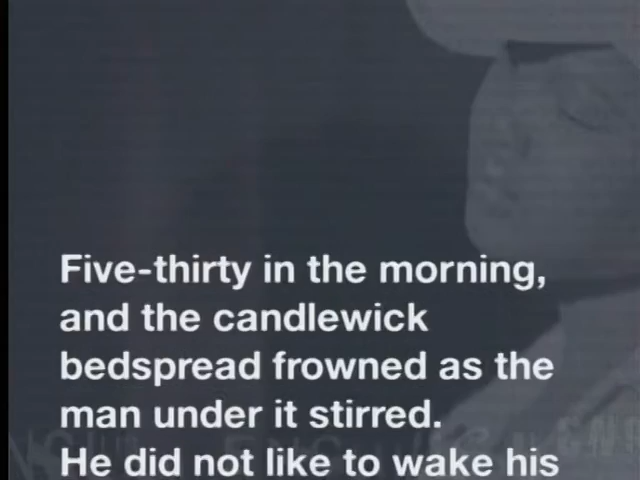 Five-thirty in the morning,
and the candlewick
bedspread frowned as the
man under it stirred.
He did not like to wake his